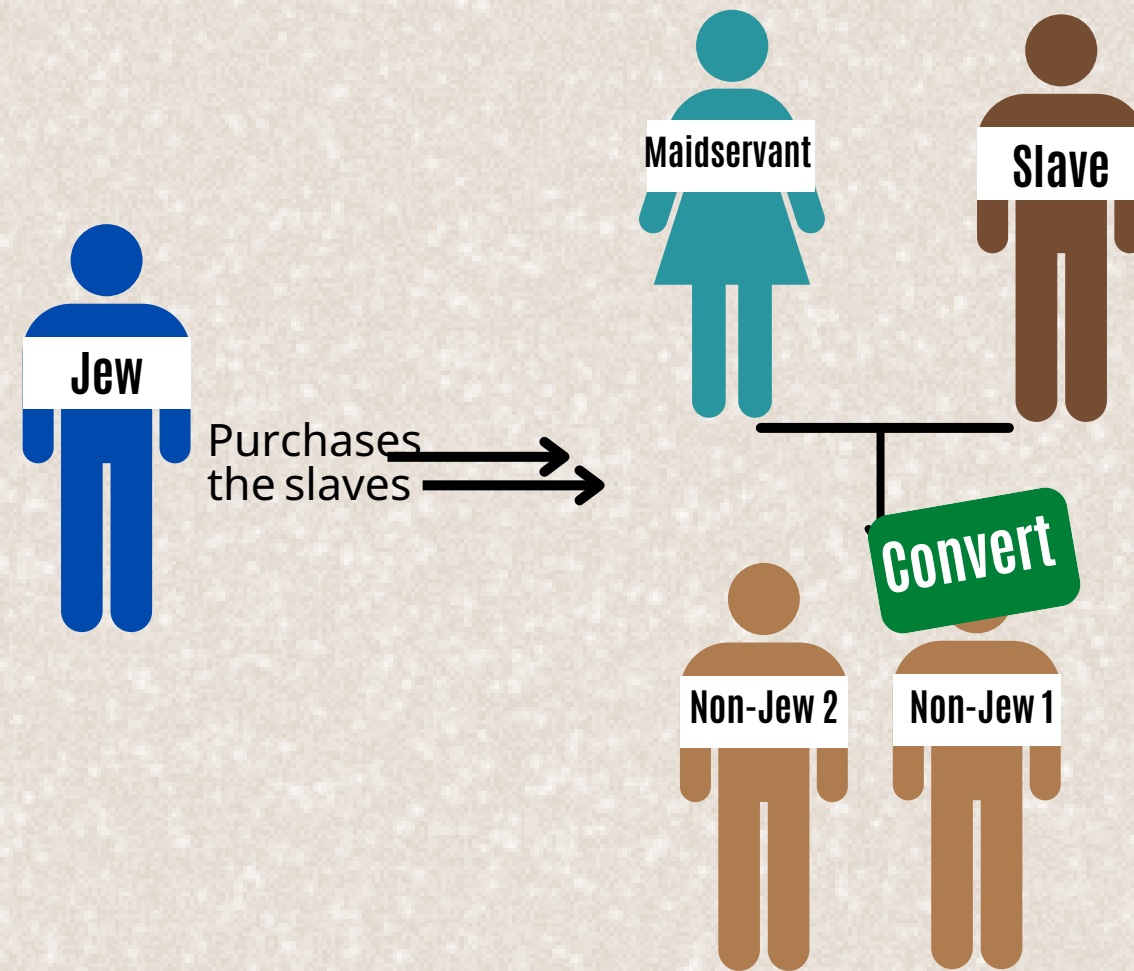 Maidservant
Slave
Jew
Purchases
the slaves
Convert
Non-Jew 2
Non-Jew 1